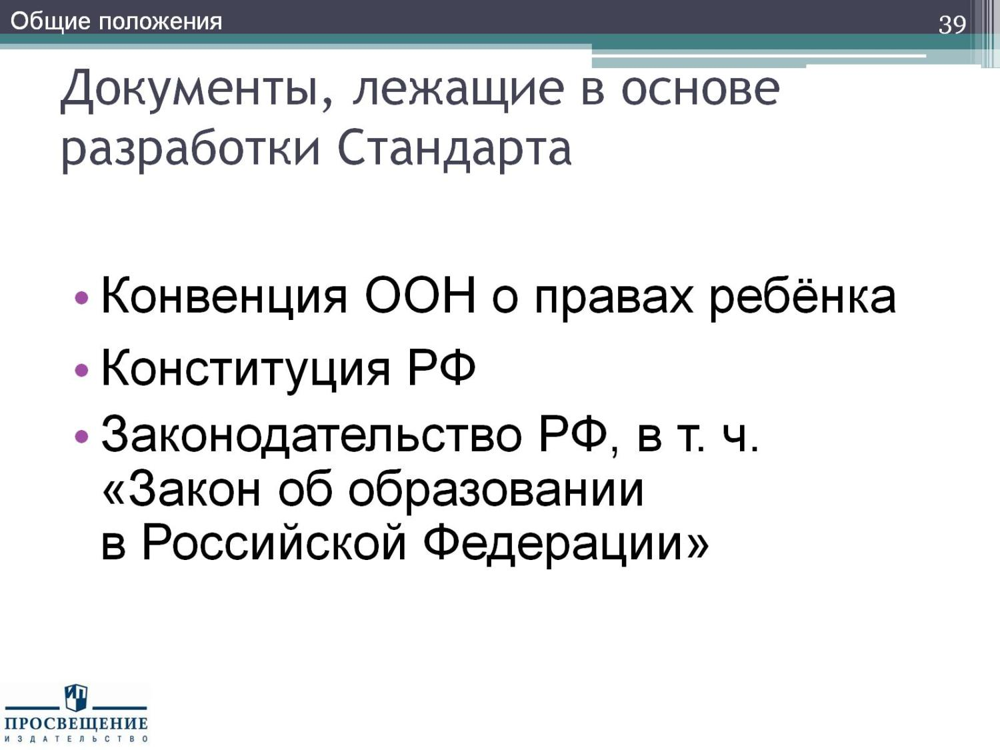 Общие положения
39
Документы, лежащие в основе
разработки Стандарта
• Конвенция ООН о правах ребёнка
• Конституция РФ
• Законодательство РФ, в т. ч.
«Закон об образовании
в Российской Федерации»
ИП
ПРОСВЕЩЕНИЕ
ИЗДАТЕЛЬСТВО